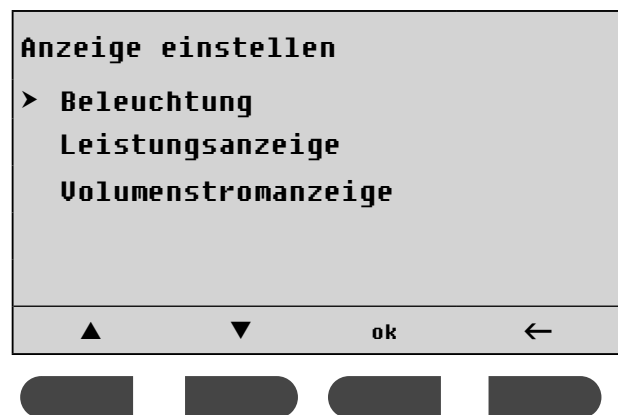 Anzeige einstellen
➤ Beleuchtung
Leistungsanzeige
Volumenstromanzeige
▲ ▼ ok ←